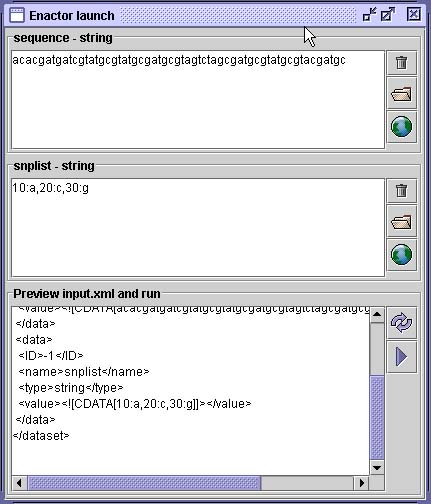 Enactor launch
sequence - string
acacgatgatcgtatgcgtatgcgatgcgtagtctagcgatgcgtatgcgtacgatgc
snplist - string
10:a,20:c,30:g
Preview input.xml and run
<value><![CDATA[acacgatgatcgtatgcgtatgcgatgcgtagtctagcgatgcg
</data>
<data>
<ID>-1</ID>
<name>snplist</name>
<type>string</type>
<value><![CDATA[10:a,20:c,30:g]]></value>
</data>
</dataset>